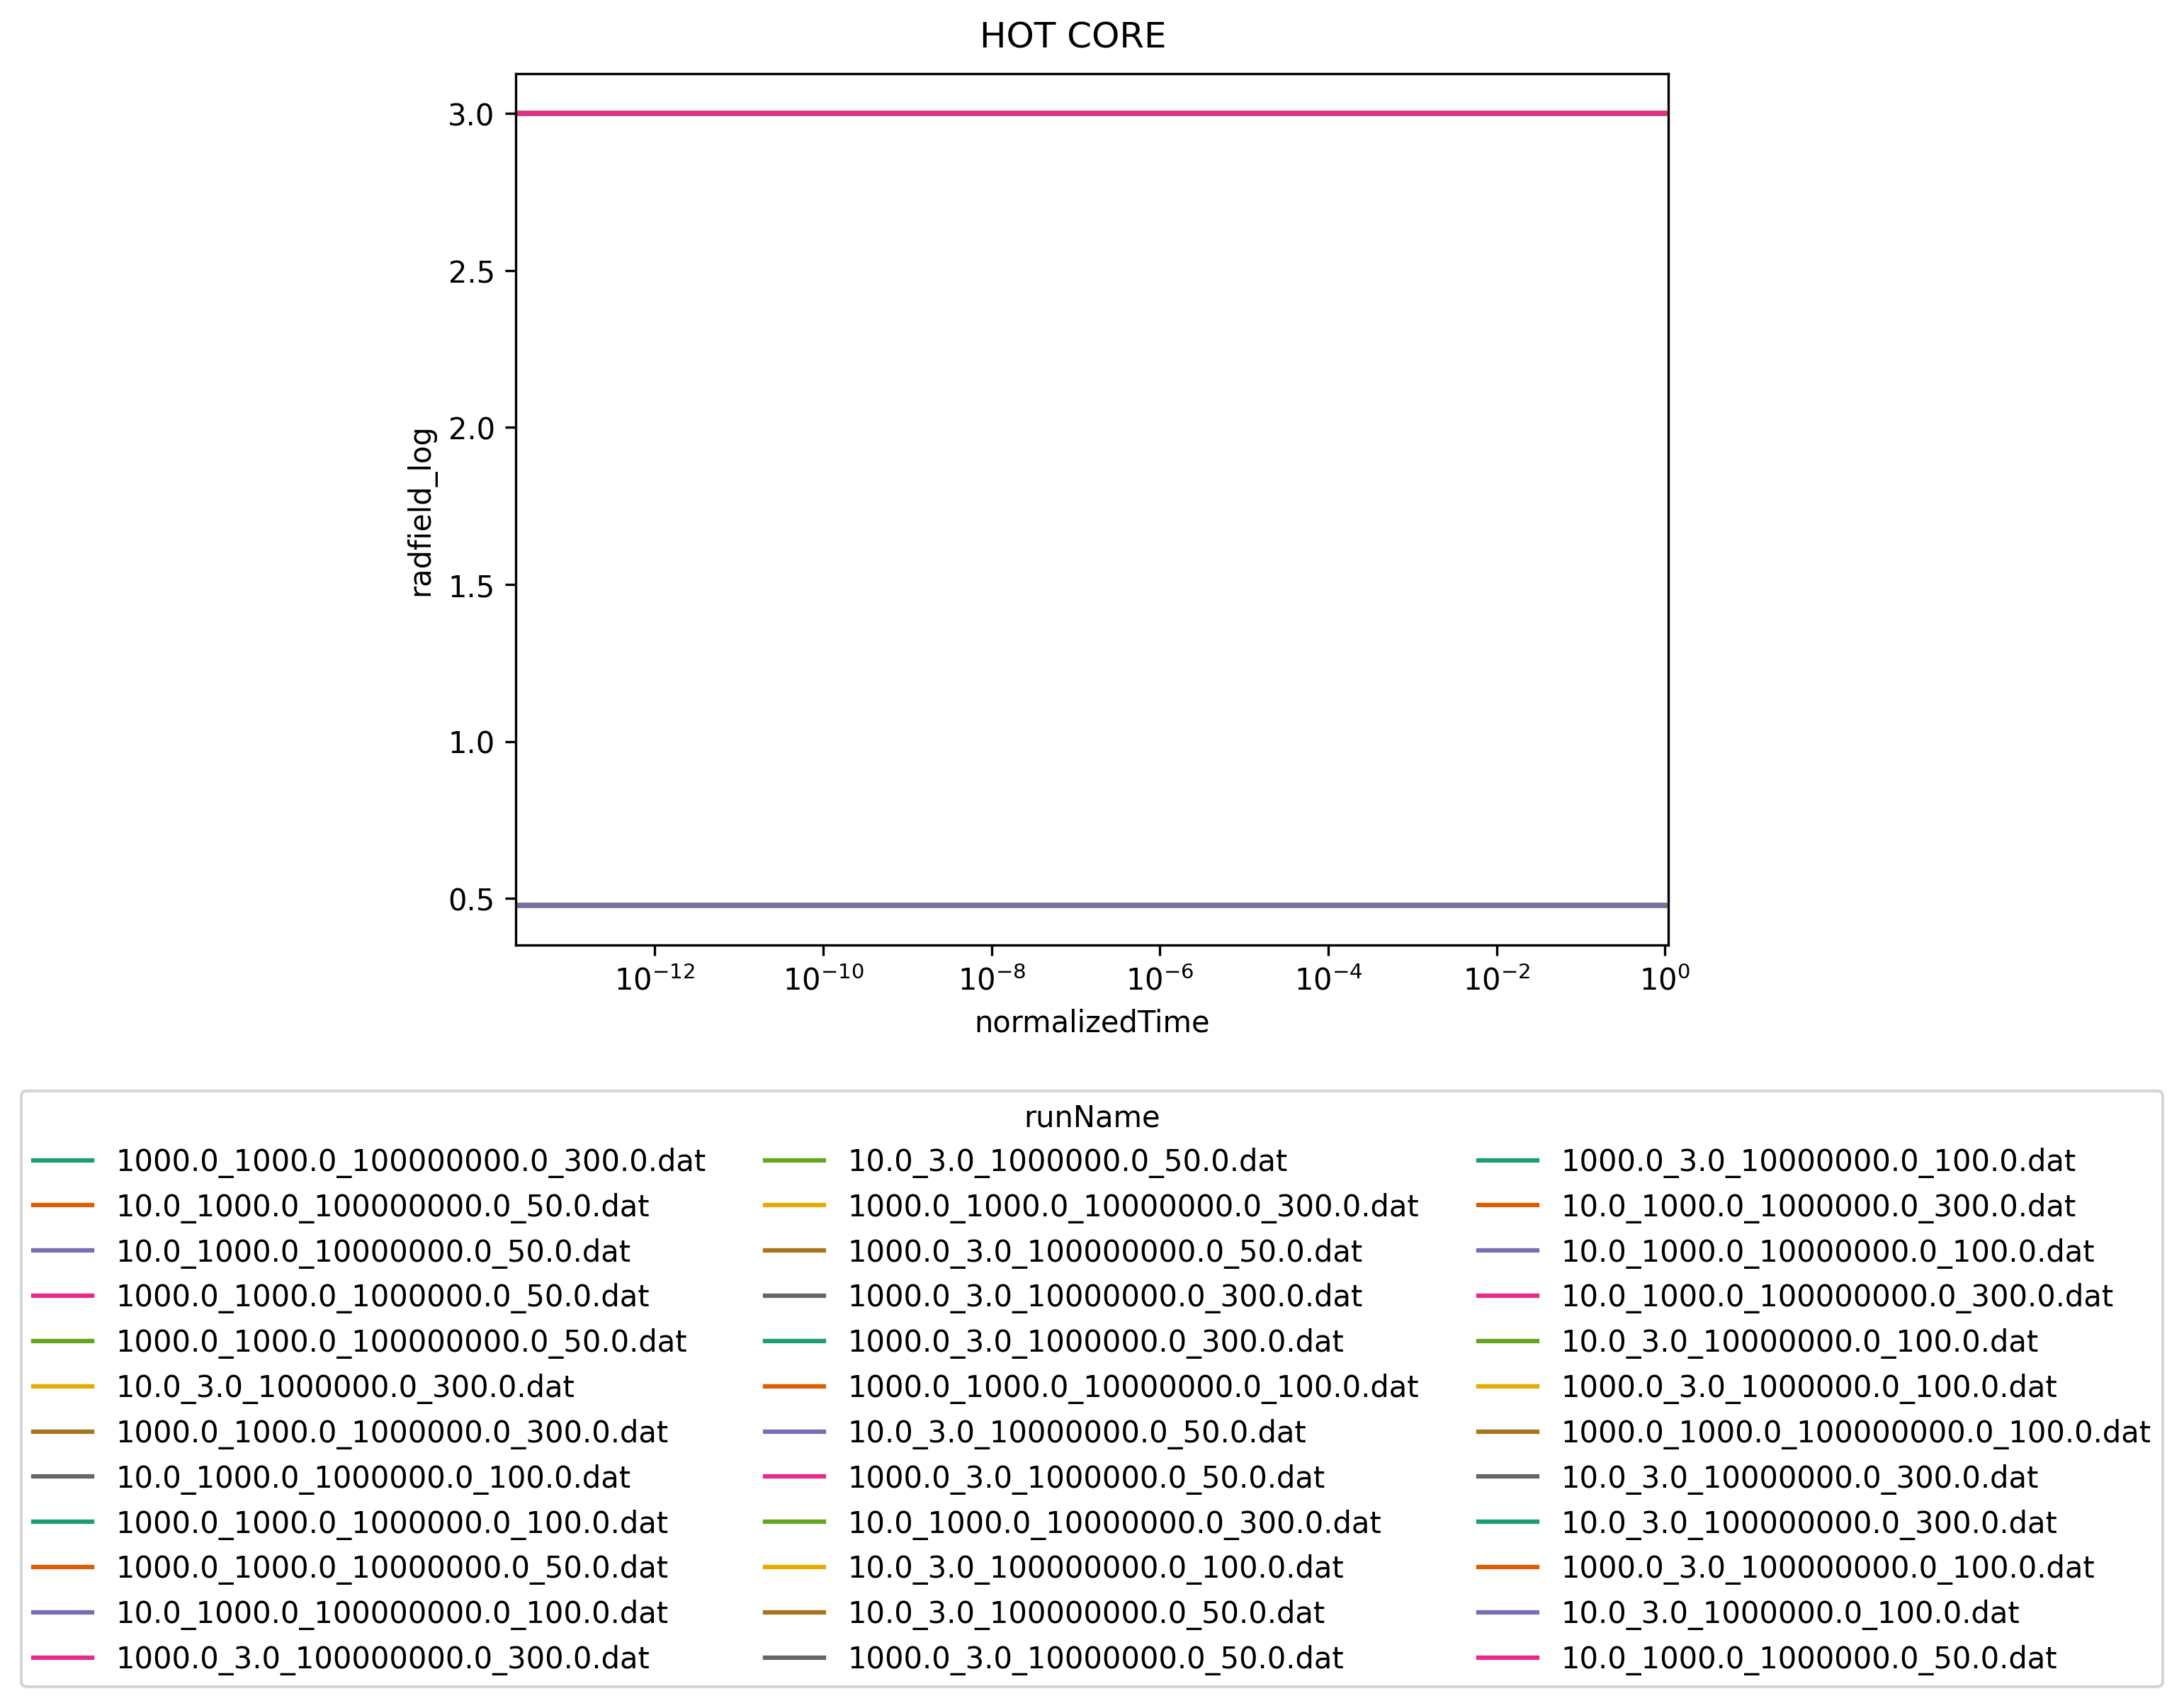 HOT CORE
3.0
2.5
2.0
1.5
1.0
0.5
radfield_log
10⁻¹² 10⁻¹⁰ 10⁻⁸ 10⁻⁶ 10⁻⁴ 10⁻² 10⁰
normalizedTime
runName
1000.0_1000.0_100000000.0_300.0.dat
10.0_1000.0_100000000.0_50.0.dat
10.0_1000.0_10000000.0_50.0.dat
1000.0_1000.0_1000000.0_50.0.dat
1000.0_1000.0_100000000.0_50.0.dat
10.0_3.0_1000000.0_300.0.dat
1000.0_1000.0_1000000.0_300.0.dat
10.0_1000.0_1000000.0_100.0.dat
1000.0_1000.0_1000000.0_100.0.dat
1000.0_1000.0_10000000.0_50.0.dat
10.0_1000.0_100000000.0_100.0.dat
1000.0_3.0_100000000.0_300.0.dat
10.0_3.0_1000000.0_50.0.dat
1000.0_1000.0_10000000.0_300.0.dat
1000.0_3.0_100000000.0_50.0.dat
1000.0_3.0_10000000.0_300.0.dat
1000.0_3.0_1000000.0_300.0.dat
1000.0_1000.0_10000000.0_100.0.dat
10.0_3.0_10000000.0_50.0.dat
1000.0_3.0_1000000.0_50.0.dat
10.0_1000.0_10000000.0_300.0.dat
10.0_3.0_100000000.0_100.0.dat
10.0_3.0_100000000.0_50.0.dat
1000.0_3.0_10000000.0_50.0.dat
1000.0_3.0_10000000.0_100.0.dat
10.0_1000.0_1000000.0_300.0.dat
10.0_1000.0_10000000.0_100.0.dat
10.0_1000.0_100000000.0_300.0.dat
10.0_3.0_10000000.0_100.0.dat
1000.0_3.0_1000000.0_100.0.dat
1000.0_1000.0_100000000.0_100.0.dat
10.0_3.0_10000000.0_300.0.dat
10.0_3.0_100000000.0_300.0.dat
1000.0_3.0_100000000.0_100.0.dat
10.0_3.0_1000000.0_100.0.dat
10.0_1000.0_1000000.0_50.0.dat